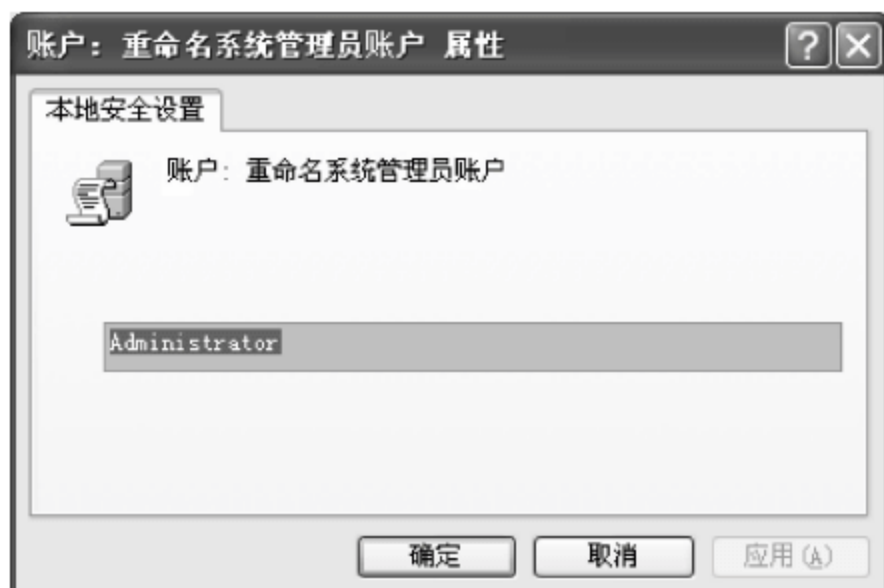 账户：重命名系统管理员账户 属性
本地安全设置
账户：重命名系统管理员账户
Administrator
确定 取消 应用(A)